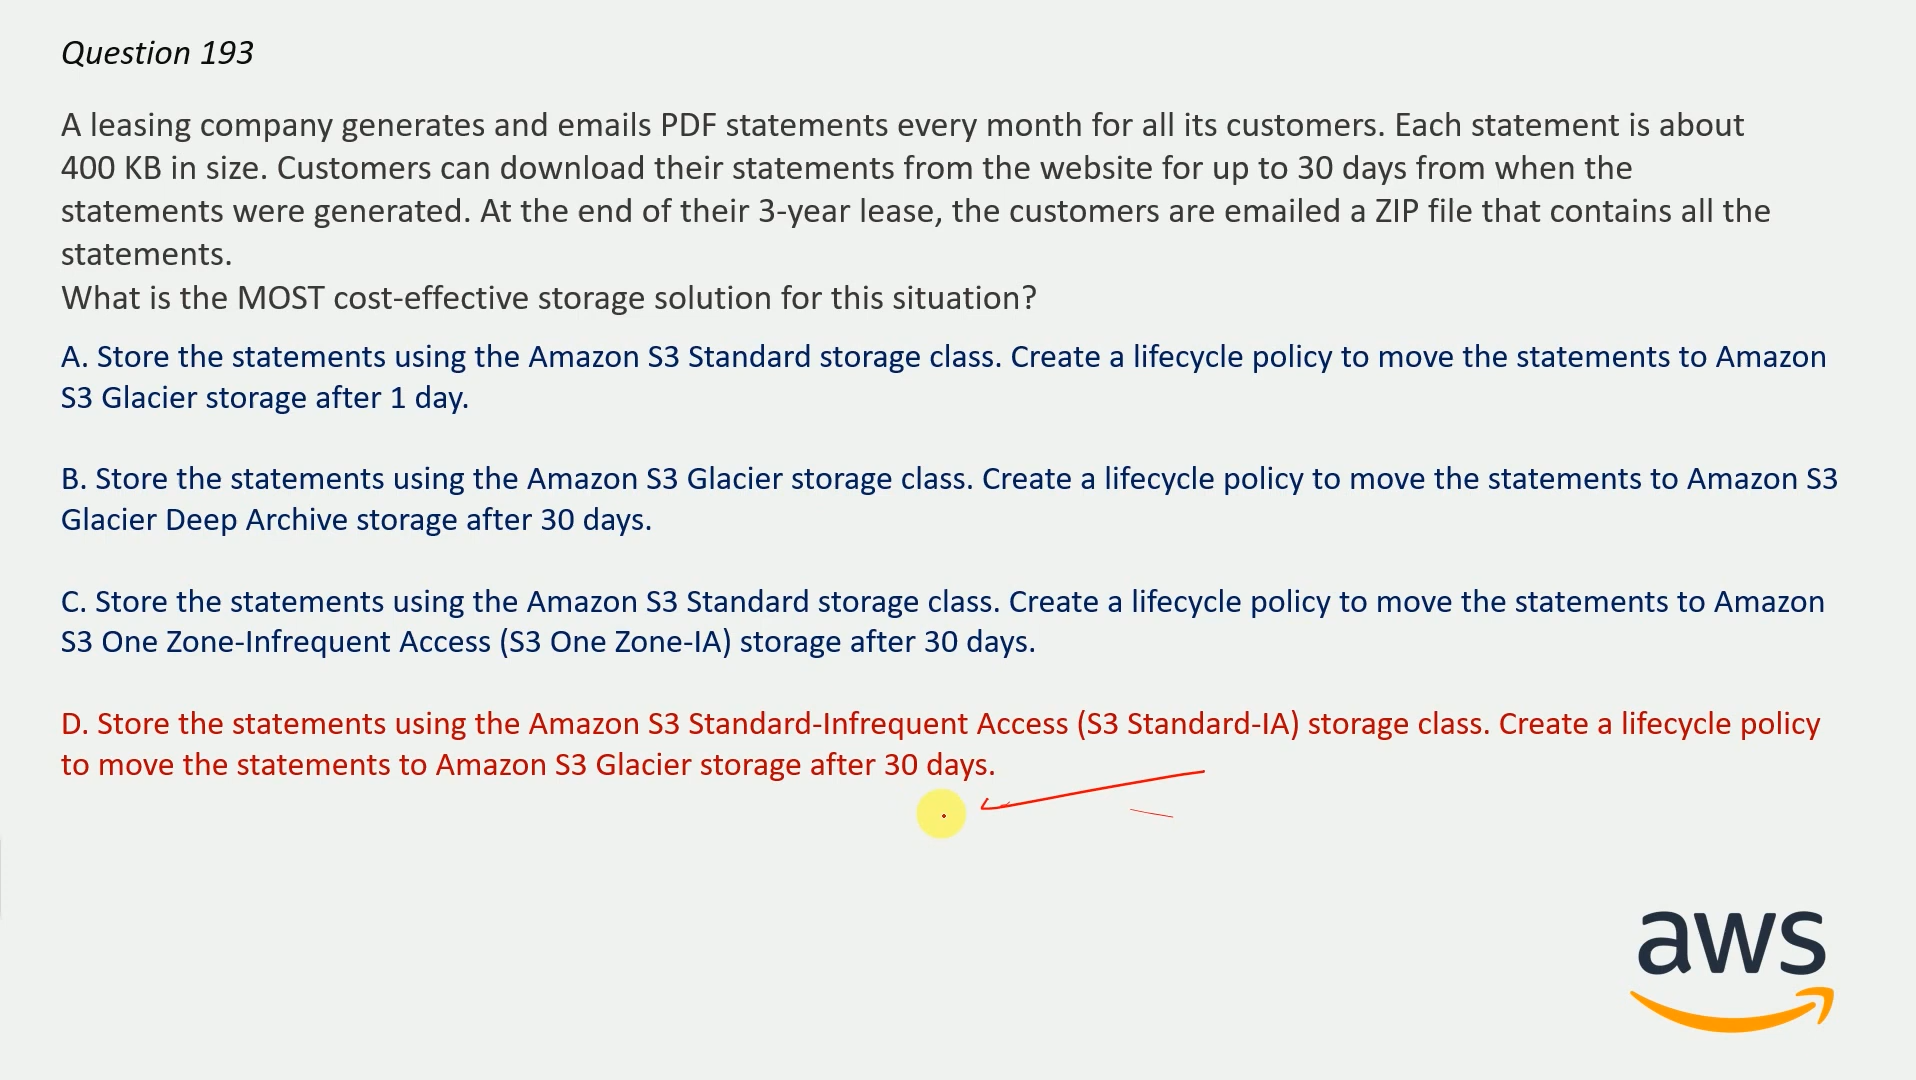 Question 193
A leasing company generates and emails PDF statements every month for all its customers. Each statement is about
400 KB in size. Customers can download their statements from the website for up to 30 days from when the
statements were generated. At the end of their 3-year lease, the customers are emailed a ZIP file that contains all the
statements.
What is the MOST cost-effective storage solution for this situation?
A. Store the statements using the Amazon S3 Standard storage class. Create a lifecycle policy to move the statements to Amazon
S3 Glacier storage after 1 day.
B. Store the statements using the Amazon S3 Glacier storage class. Create a lifecycle policy to move the statements to Amazon S3
Glacier Deep Archive storage after 30 days.
C. Store the statements using the Amazon S3 Standard storage class. Create a lifecycle policy to move the statements to Amazon
S3 One Zone-Infrequent Access (S3 One Zone-IA) storage after 30 days.
D. Store the statements using the Amazon S3 Standard-Infrequent Access (S3 Standard-IA) storage class. Create a lifecycle policy
to move the statements to Amazon S3 Glacier storage after 30 days.
aws